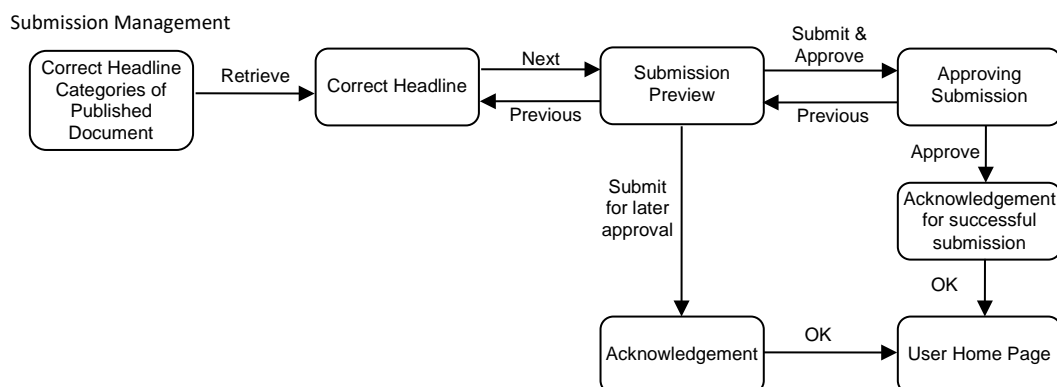 Submission Management
Correct Headline
Categories of
Published
Document
Retrieve
Correct Headline
Next
Previous
Submission
Preview
Submit &
Approve
Previous
Approving
Submission
Approve
Submit
for later
approval
Acknowledgement
for successful
submission
OK
Acknowledgement
OK
User Home Page